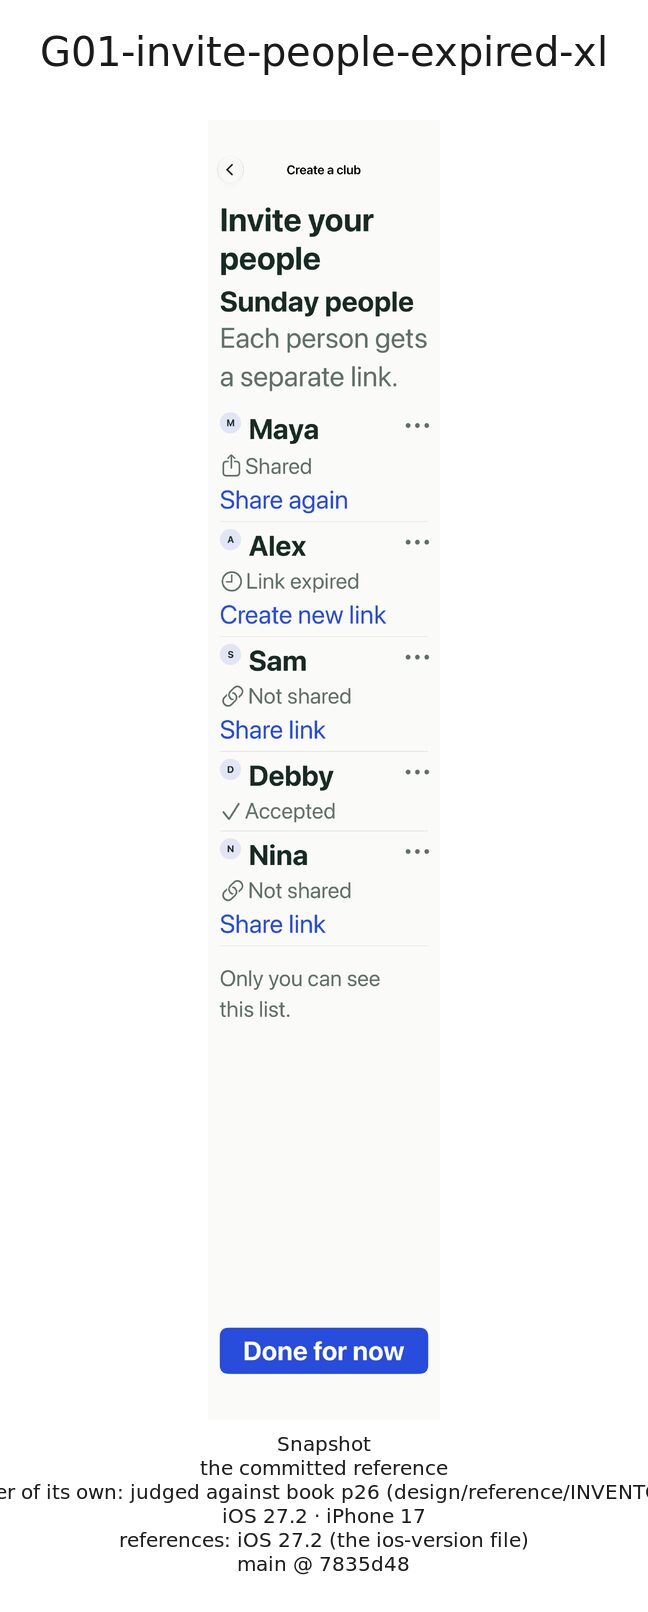 G01-invite-people-expired-xl
Create a club
Invite your
people
Sunday people
Each person gets
a separate link.
M Maya
Shared
Share again
A Alex
Link expired
Create new link
S Sam
Not shared
Share link
D Debby
Accepted
N Nina
Not shared
Share link
Only you can see
this list.
Done for now
Snapshot
the committed reference
of its own: judged against book p26 (design/reference/
iOS 27.2 · iPhone 17
references: iOS 27.2 (the ios-version file)
main @ 7835d48